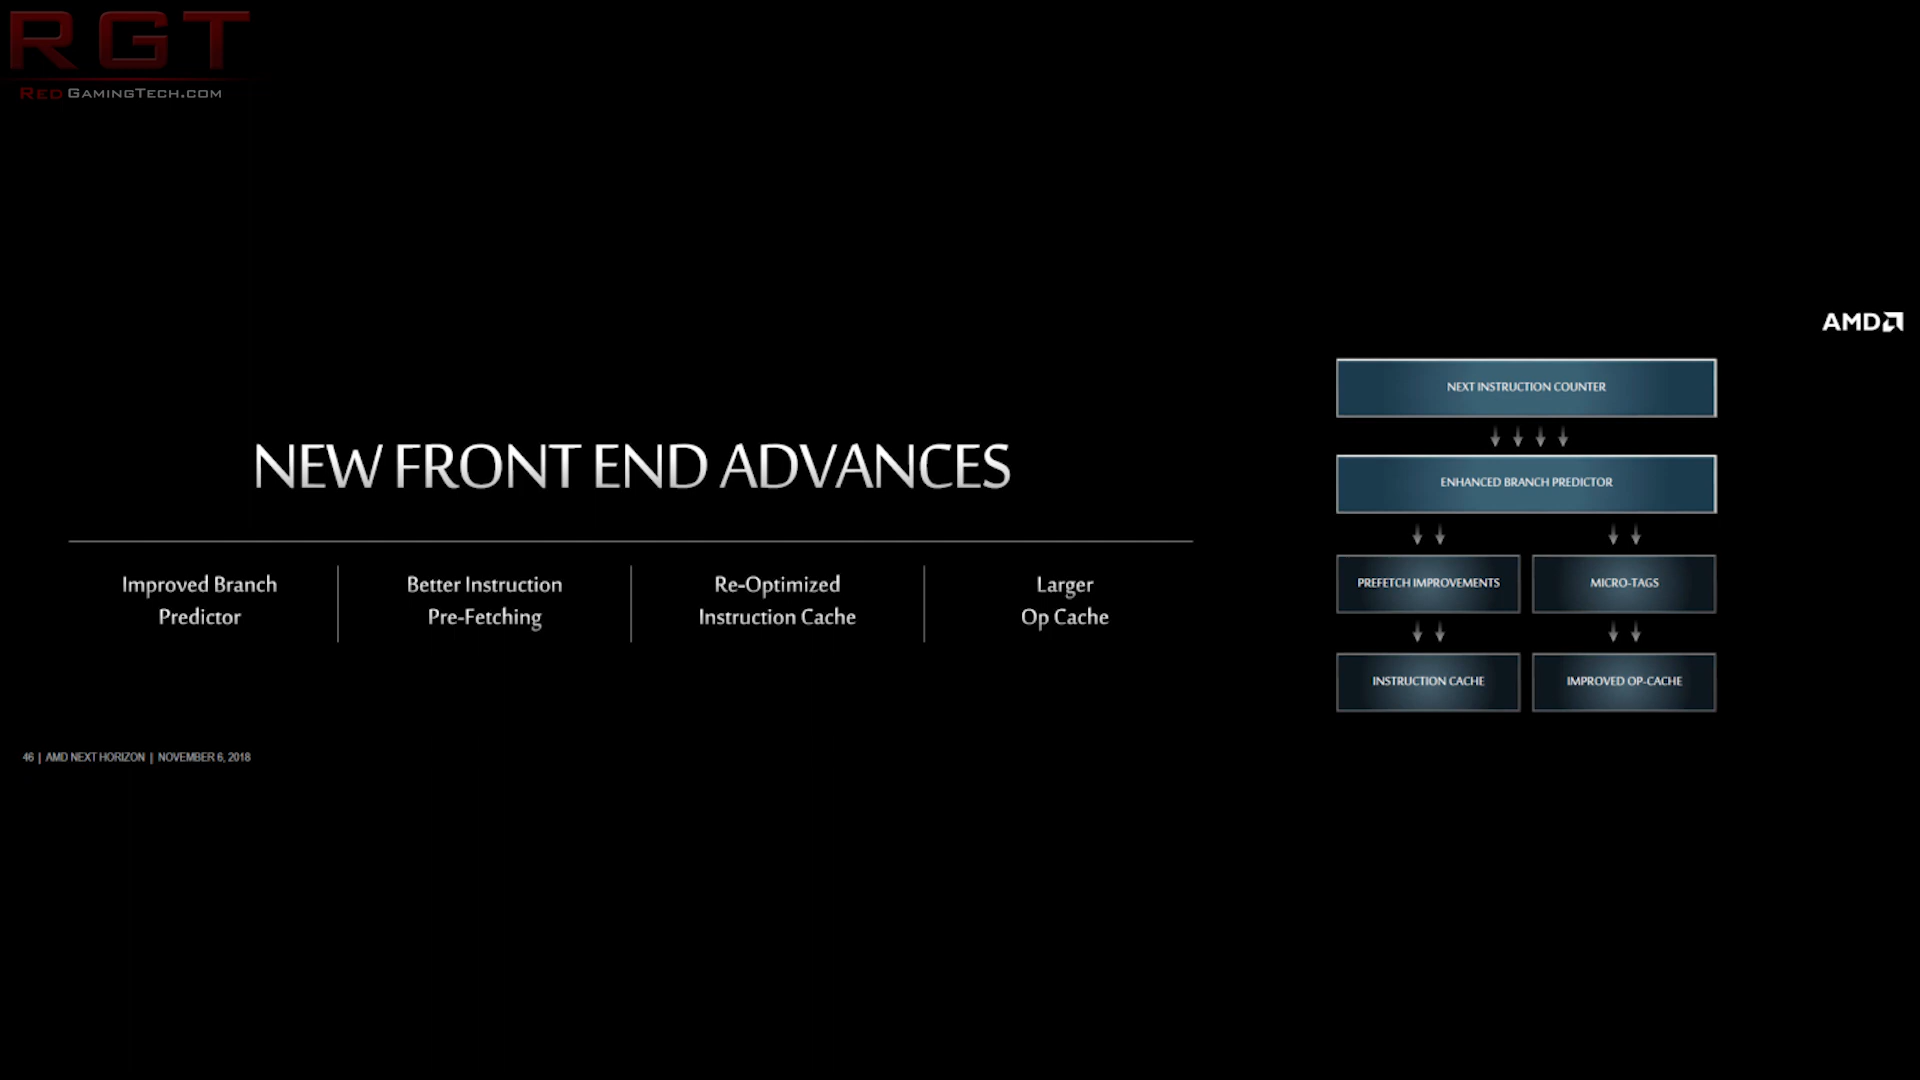 RGT
RedGamingTech.com
AMD
NEW FRONT END ADVANCES
Improved Branch
Predictor
Better Instruction
Pre-Fetching
Re-Optimized
Instruction Cache
Larger
Op Cache
NEXT INSTRUCTION COUNTER
ENHANCED BRANCH PREDICTOR
PREFETCH IMPROVEMENTS
MICRO-TAGS
INSTRUCTION CACHE
IMPROVED OP-CACHE
46 | AMD NEXT HORIZON | NOVEMBER 6, 2018